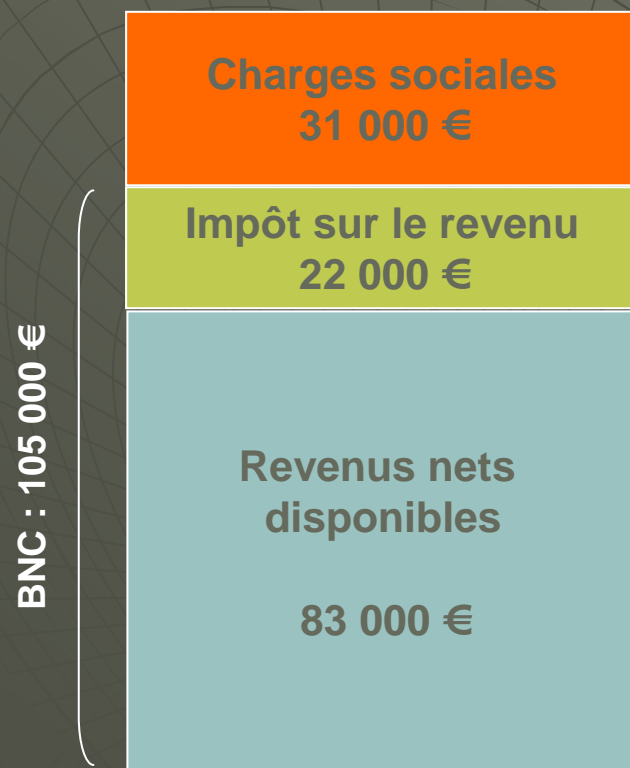 Charges sociales
31 000 €
Impôt sur le revenu
22 000 €
BNC : 105 000 €
Revenus nets
disponibles
83 000 €